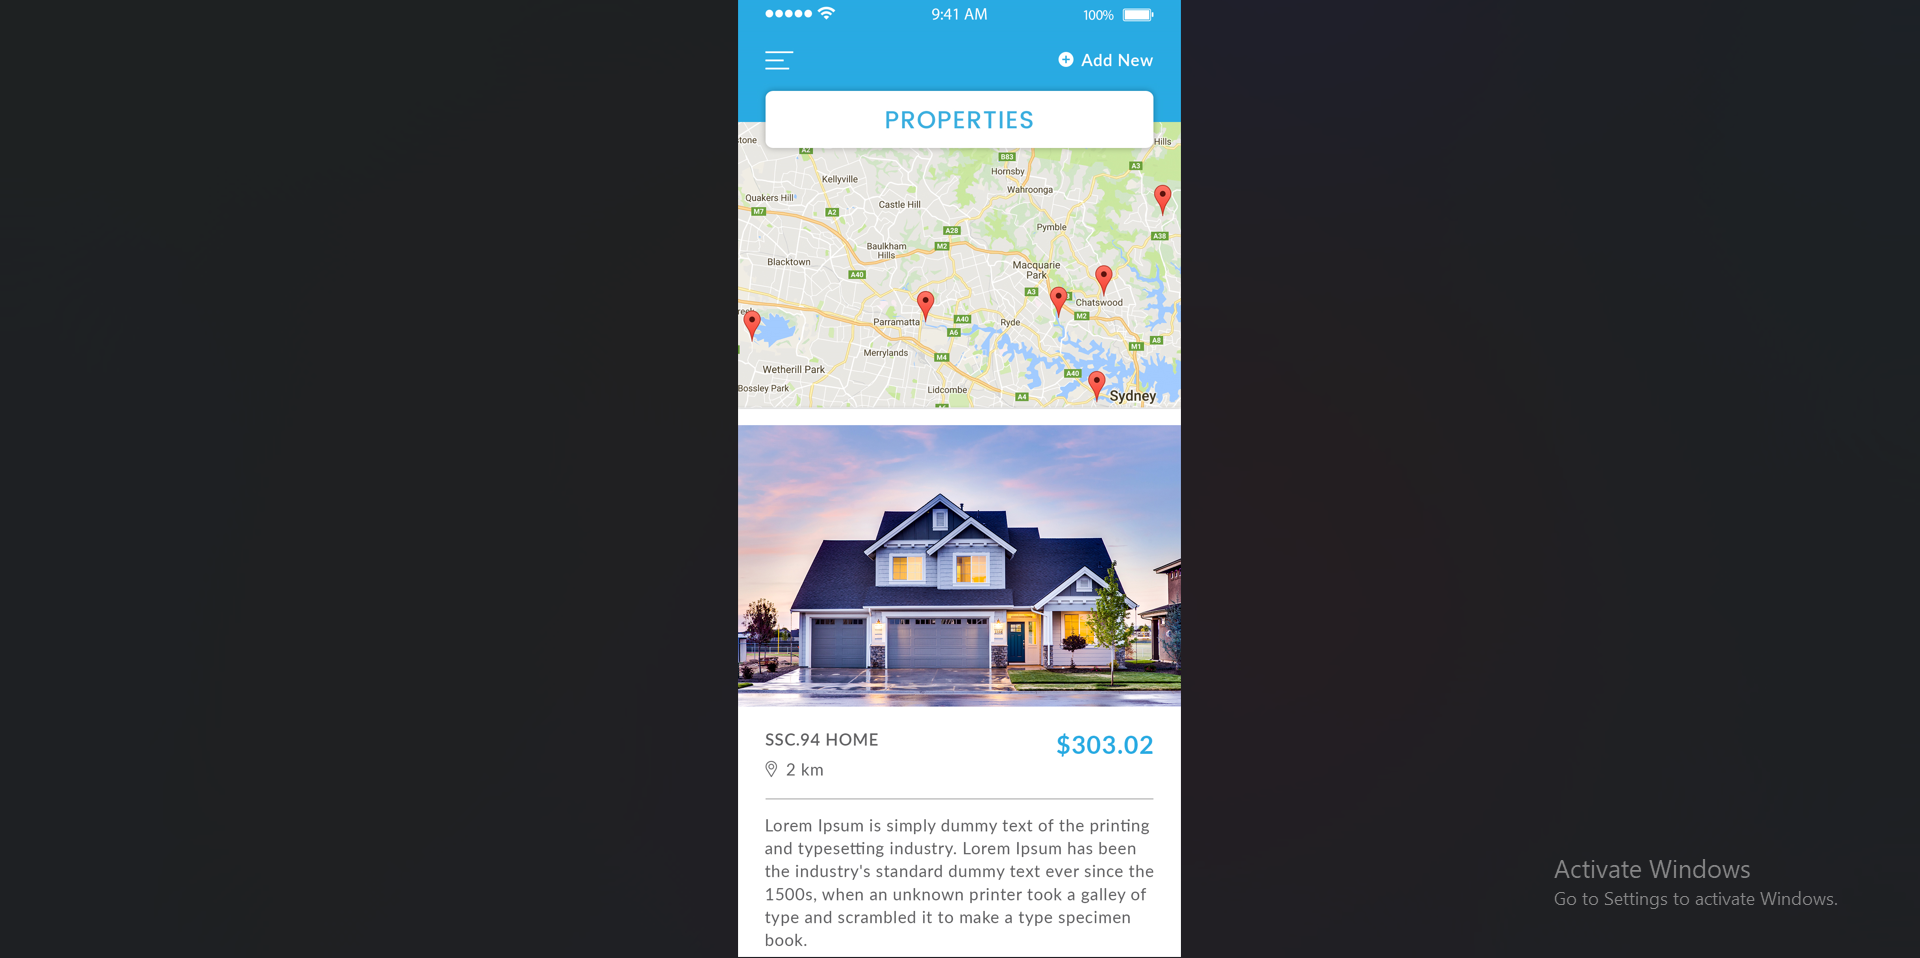 9:41 AM
100%
Add New
PROPERTIES
stone
Hills
A2
B83
A3
Hornsby
Kellyville
Wahroonga
Quakers Hill
Castle Hill
M7
A2
Pymble
A28
A38
Baulkham
Hills
M2
Blacktown
Macquarie
Park
A40
A3
Chatswood
reek
Parramatta
A40
Ryde
M2
A6
A8
M1
Merrylands
M4
Wetherill Park
A40
Bossley Park
Lidcombe
A4
Sydney
SSC.94 HOME
$303.02
2 km
Lorem Ipsum is simply dummy text of the printing
and typesetting industry. Lorem Ipsum has been
the industry's standard dummy text ever since the
1500s, when an unknown printer took a galley of
type and scrambled it to make a type specimen
book.
Activate Windows
Go to Settings to activate Windows.